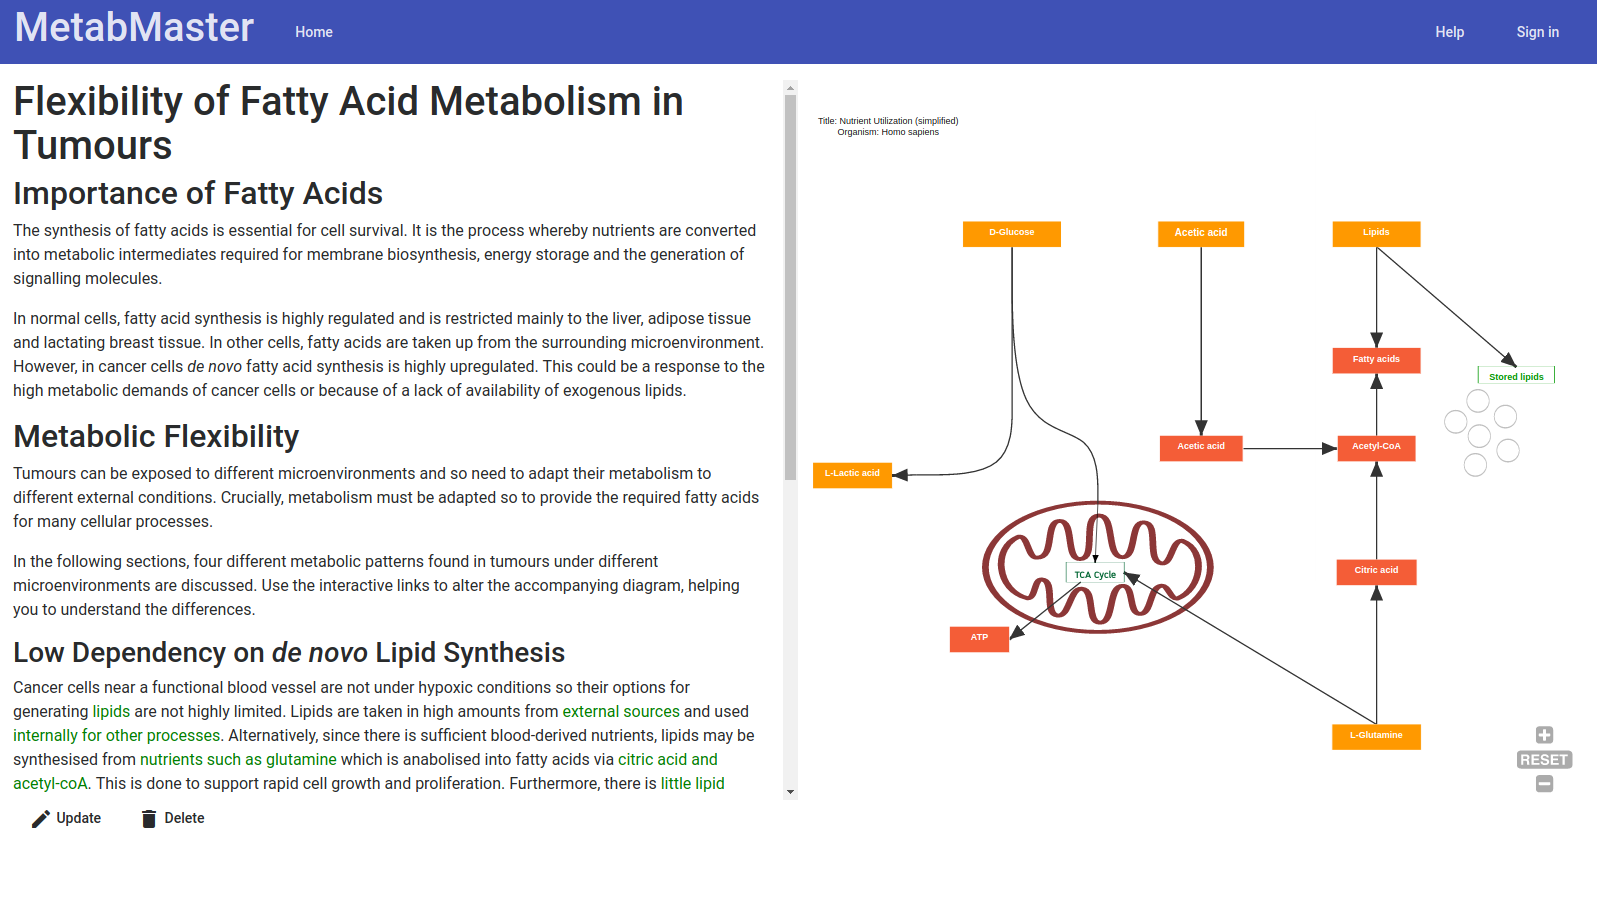 MetabMaster
Home
Help
Sign in
Flexibility of Fatty Acid Metabolism in
Tumours
Importance of Fatty Acids
The synthesis of fatty acids is essential for cell survival. It is the process whereby nutrients are converted
into metabolic intermediates required for membrane biosynthesis, energy storage and the generation of
signalling molecules.
In normal cells, fatty acid synthesis is highly regulated and is restricted mainly to the liver, adipose tissue
and lactating breast tissue. In other cells, fatty acids are taken up from the surrounding microenvironment.
However, in cancer cells de novo fatty acid synthesis is highly upregulated. This could be a response to the
high metabolic demands of cancer cells or because of a lack of availability of exogenous lipids.
Metabolic Flexibility
Tumours can be exposed to different microenvironments and so need to adapt their metabolism to
different external conditions. Crucially, metabolism must be adapted so to provide the required fatty acids
for many cellular processes.
In the following sections, four different metabolic patterns found in tumours under different
microenvironments are discussed. Use the interactive links to alter the accompanying diagram, helping
you to understand the differences.
Low Dependency on de novo Lipid Synthesis
Cancer cells near a functional blood vessel are not under hypoxic conditions so their options for
generating lipids are not highly limited. Lipids are taken in high amounts from external sources and used
internally for other processes. Alternatively, since there is sufficient blood-derived nutrients, lipids may be
synthesised from nutrients such as glutamine which is anabolised into fatty acids via citric acid and
acetyl-coA. This is done to support rapid cell growth and proliferation. Furthermore, there is little lipid
Update
Delete
Title: Nutrient Utilization (simplified)
Organism: Homo sapiens
D-Glucose
Acetic acid
Lipids
Fatty acids
Stored lipids
Acetic acid
Acetyl-CoA
L-Lactic acid
TCA Cycle
Citric acid
ATP
L-Glutamine
RESET